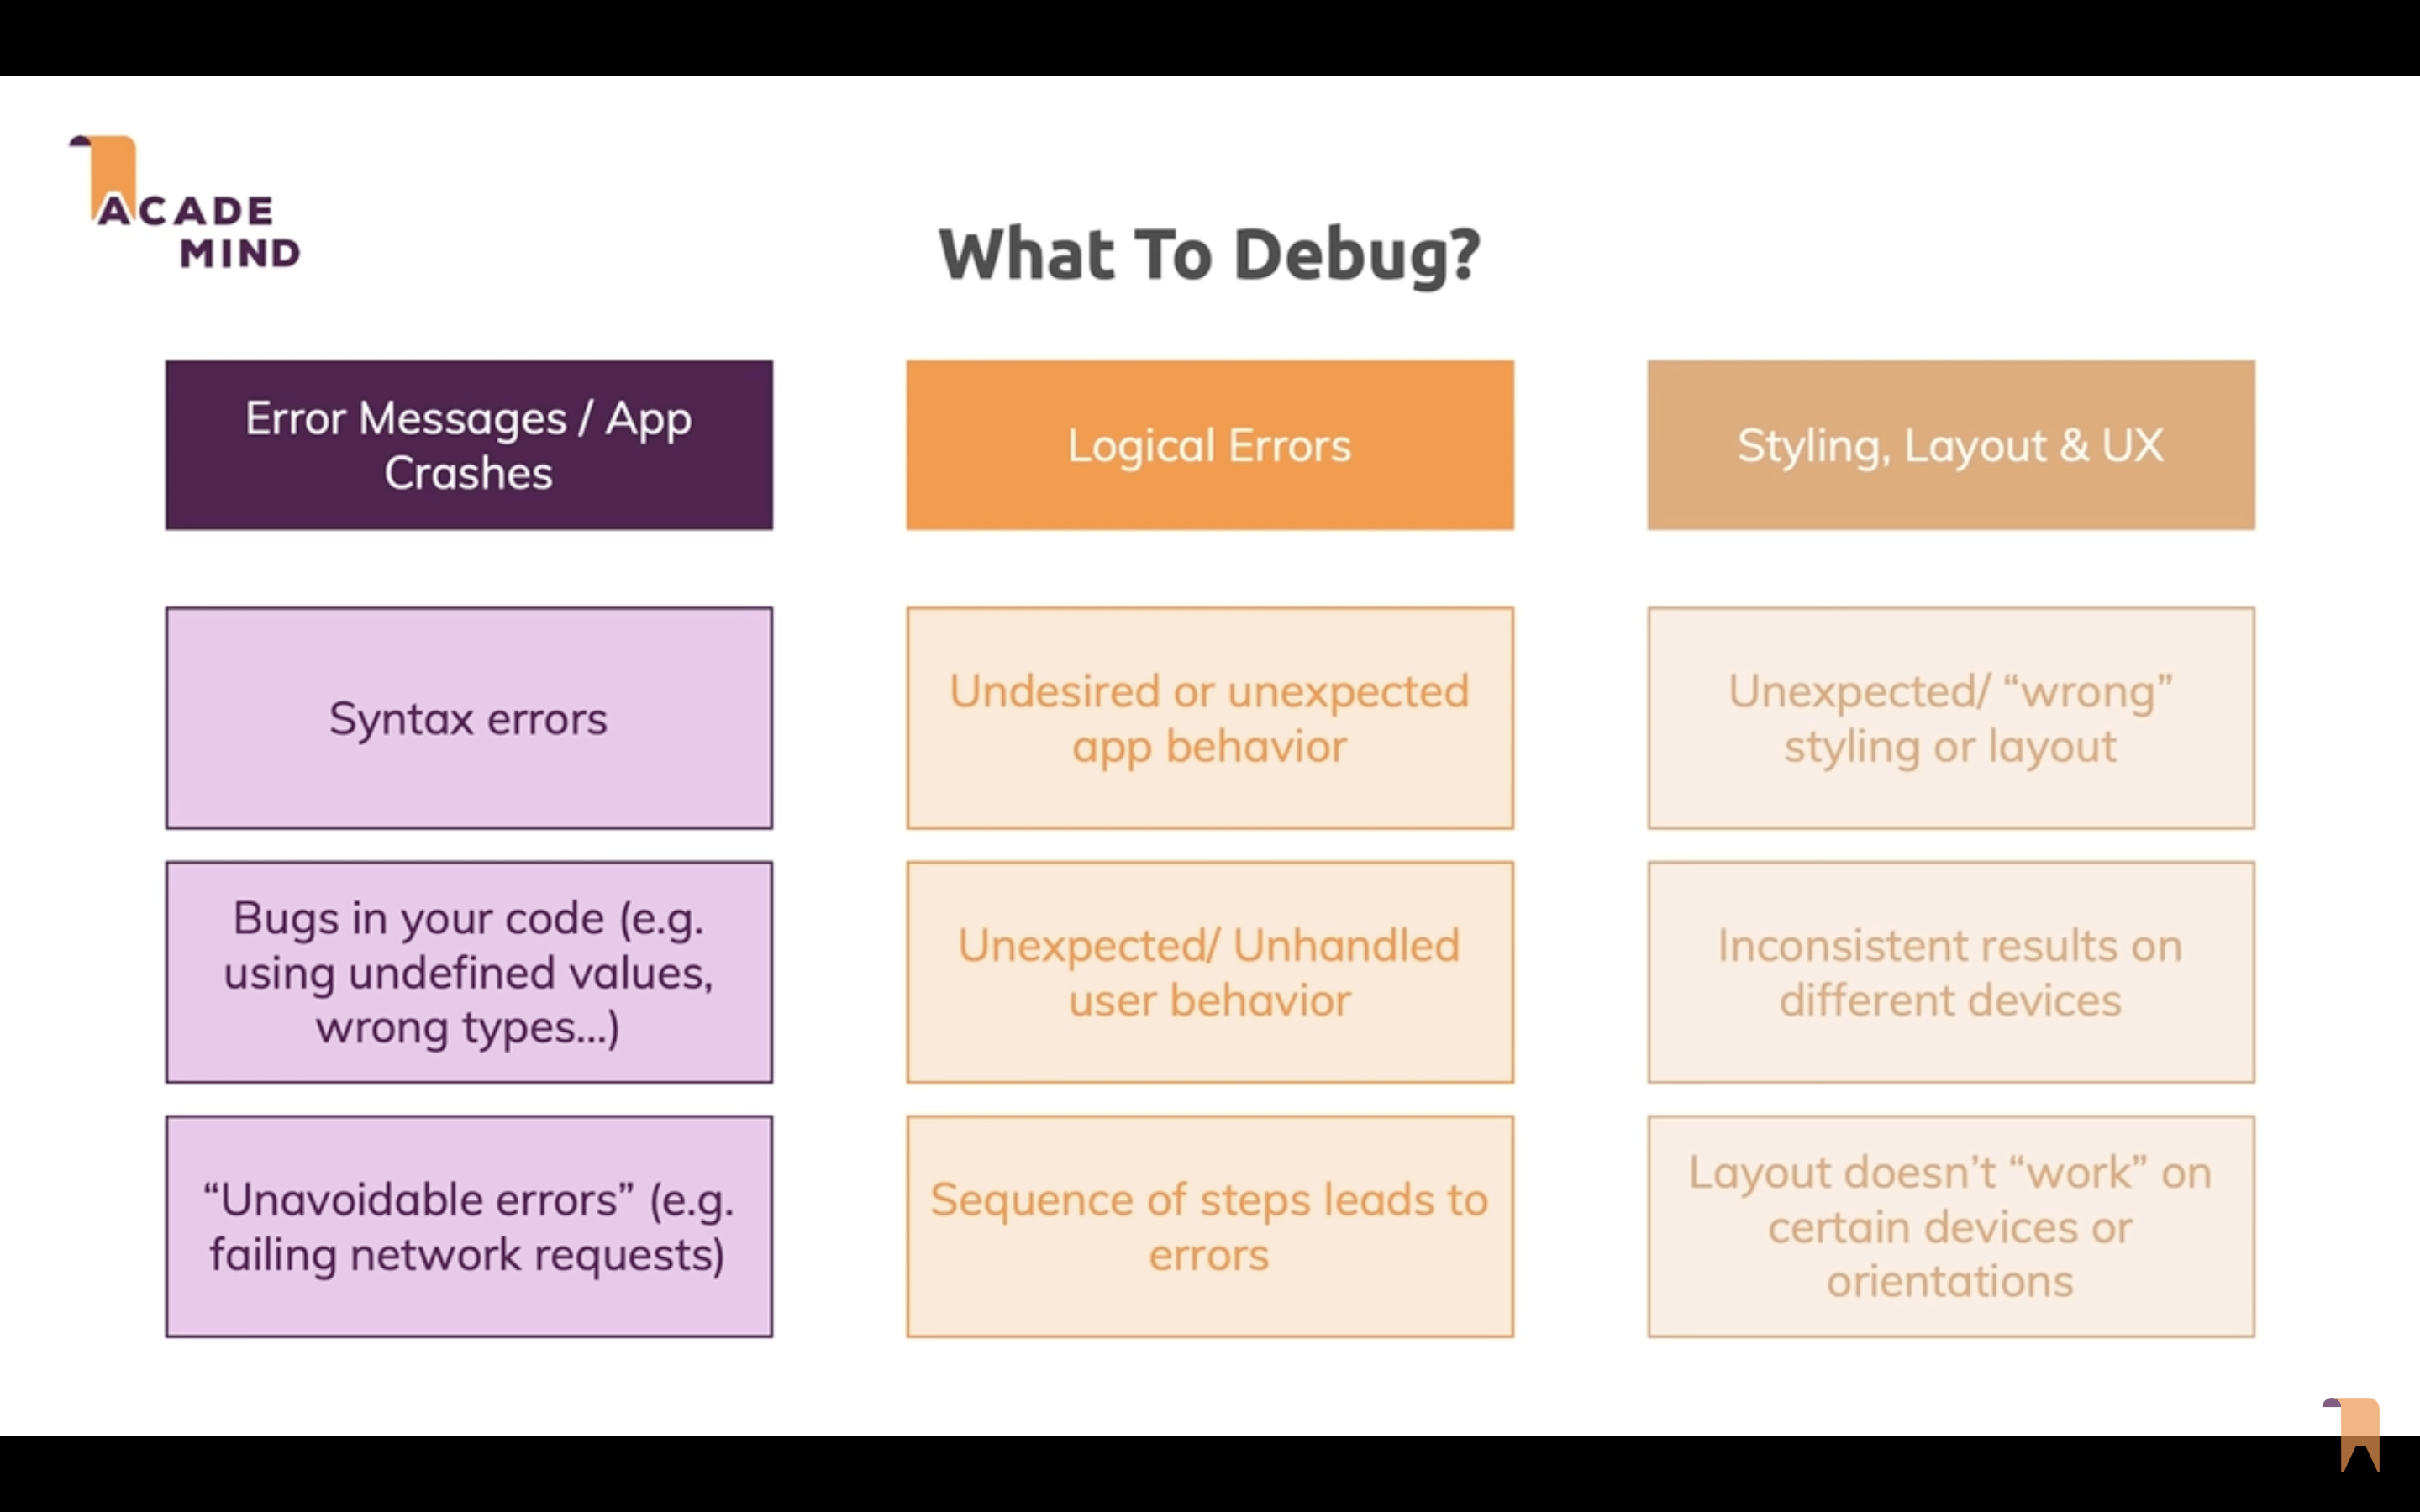 ACADE
MIND
What To Debug?
Error Messages / App
Crashes
Logical Errors
Styling, Layout & UX
Syntax errors
Undesired or unexpected
app behavior
Unexpected/ “wrong”
styling or layout
Bugs in your code (e.g.
using undefined values,
wrong types...)
Unexpected/ Unhandled
user behavior
Inconsistent results on
different devices
“Unavoidable errors” (e.g.
failing network requests)
Sequence of steps leads to
errors
Layout doesn’t “work” on
certain devices or
orientations